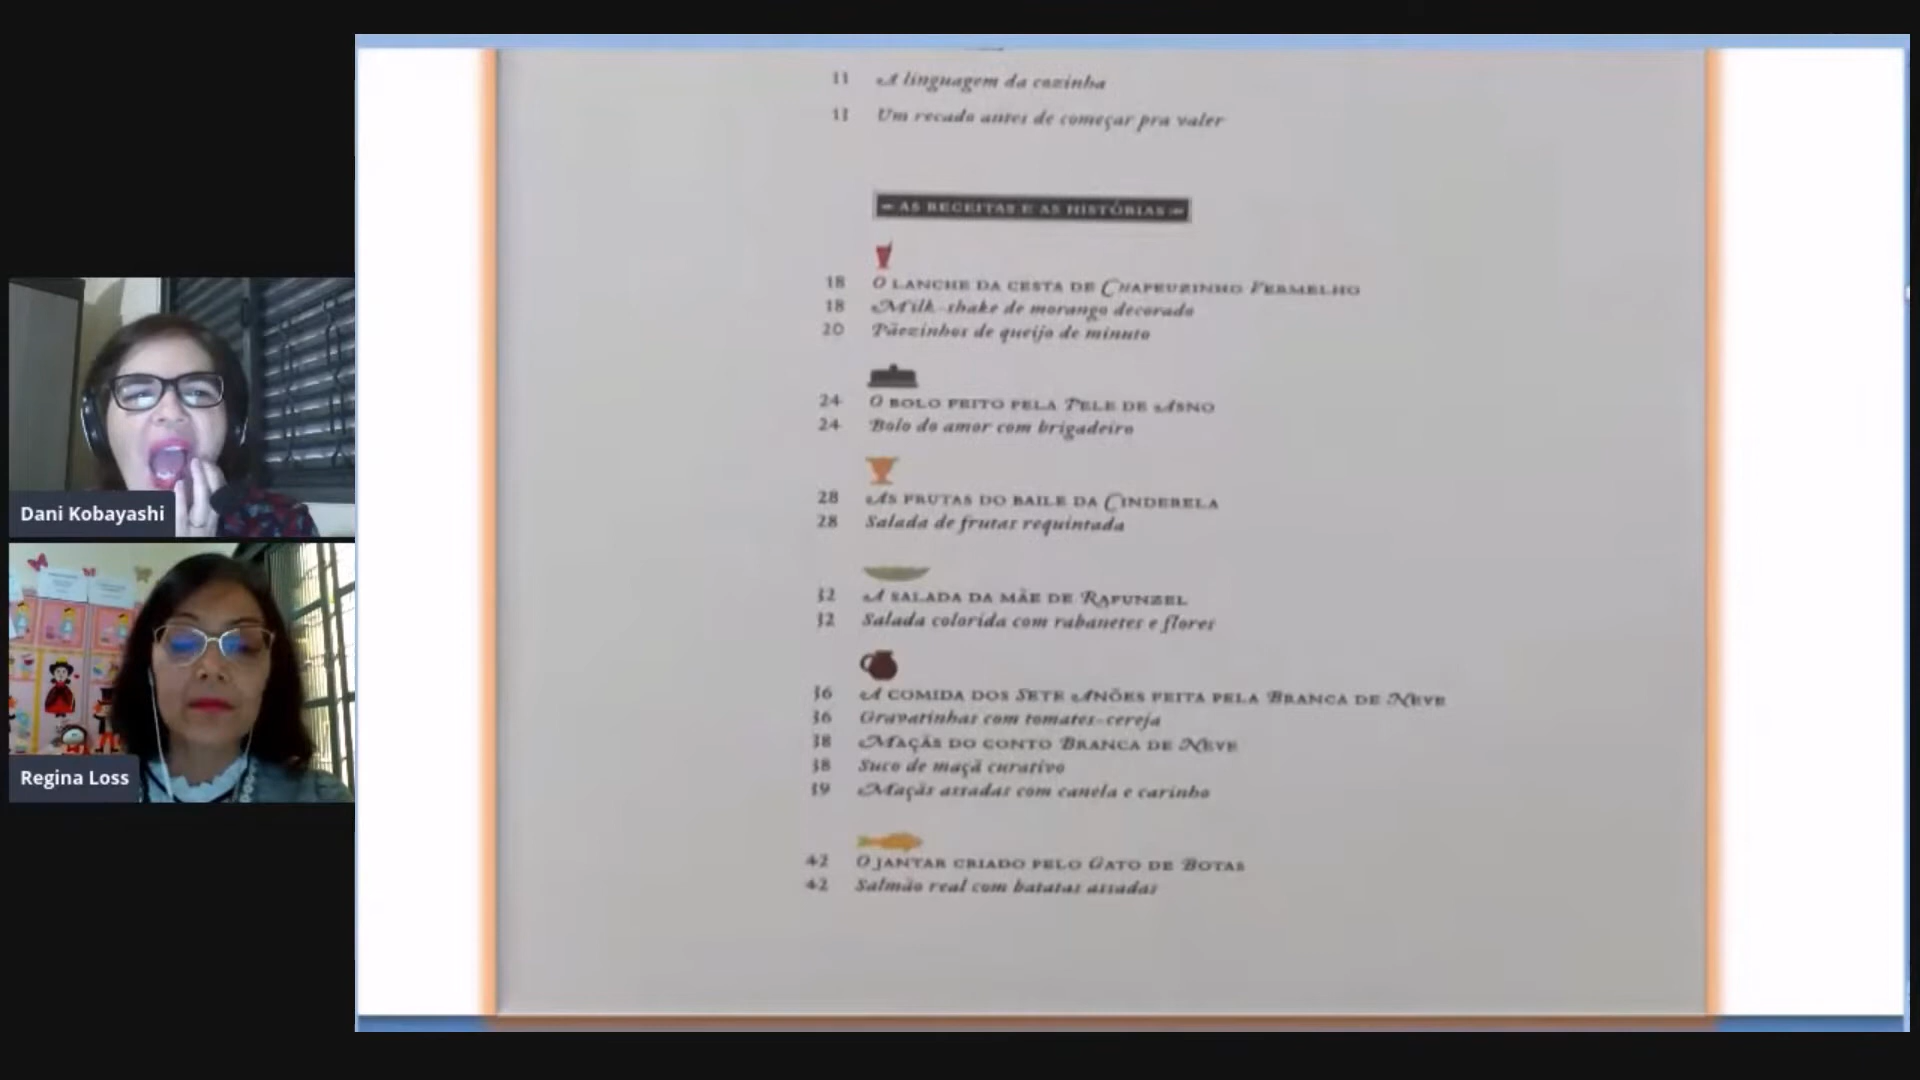 11 A linguagem da cozinha
13 Um recado antes de começar pra valer
AS RECEITAS E AS HISTÓRIAS
18 O LANCHE DA CESTA DE CHAPEUZINHO VERMELHO
18 Milk-shake de morango decorado
20 Pãezinhos de queijo de minuto
24 O BOLO FEITO PELA PELE DE ASNO
24 Bolo do amor com brigadeiro
28 AS FRUTAS DO BAILE DA CINDERELA
28 Salada de frutas requintada
32 A SALADA DA MÃE DE RAPUNZEL
32 Salada colorida com rabanetes e flores
36 A COMIDA DOS SETE ANÕES FEITA PELA BRANCA DE NEVE
36 Gravatinhas com tomates-cereja
38 MAÇÃS DO CONTO BRANCA DE NEVE
38 Suco de maçã curativo
39 Maçãs assadas com canela e carinho
42 O JANTAR CRIADO PELO GATO DE BOTAS
42 Salmão real com batatas assadas
Dani Kobayashi
Regina Loss